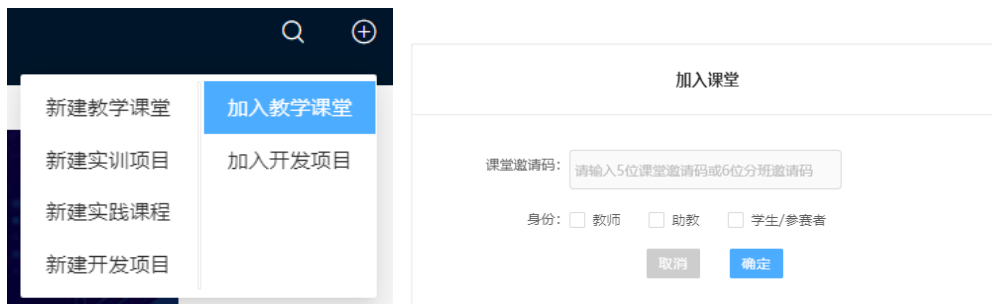 新建教学课堂
加入教学课堂
新建实训项目
加入开发项目
新建实践课程
新建开发项目
加入课堂
课堂邀请码：
请输入5位课堂邀请码或6位分班邀请码
身份： 教师 助教 学生/参赛者
取消 确定